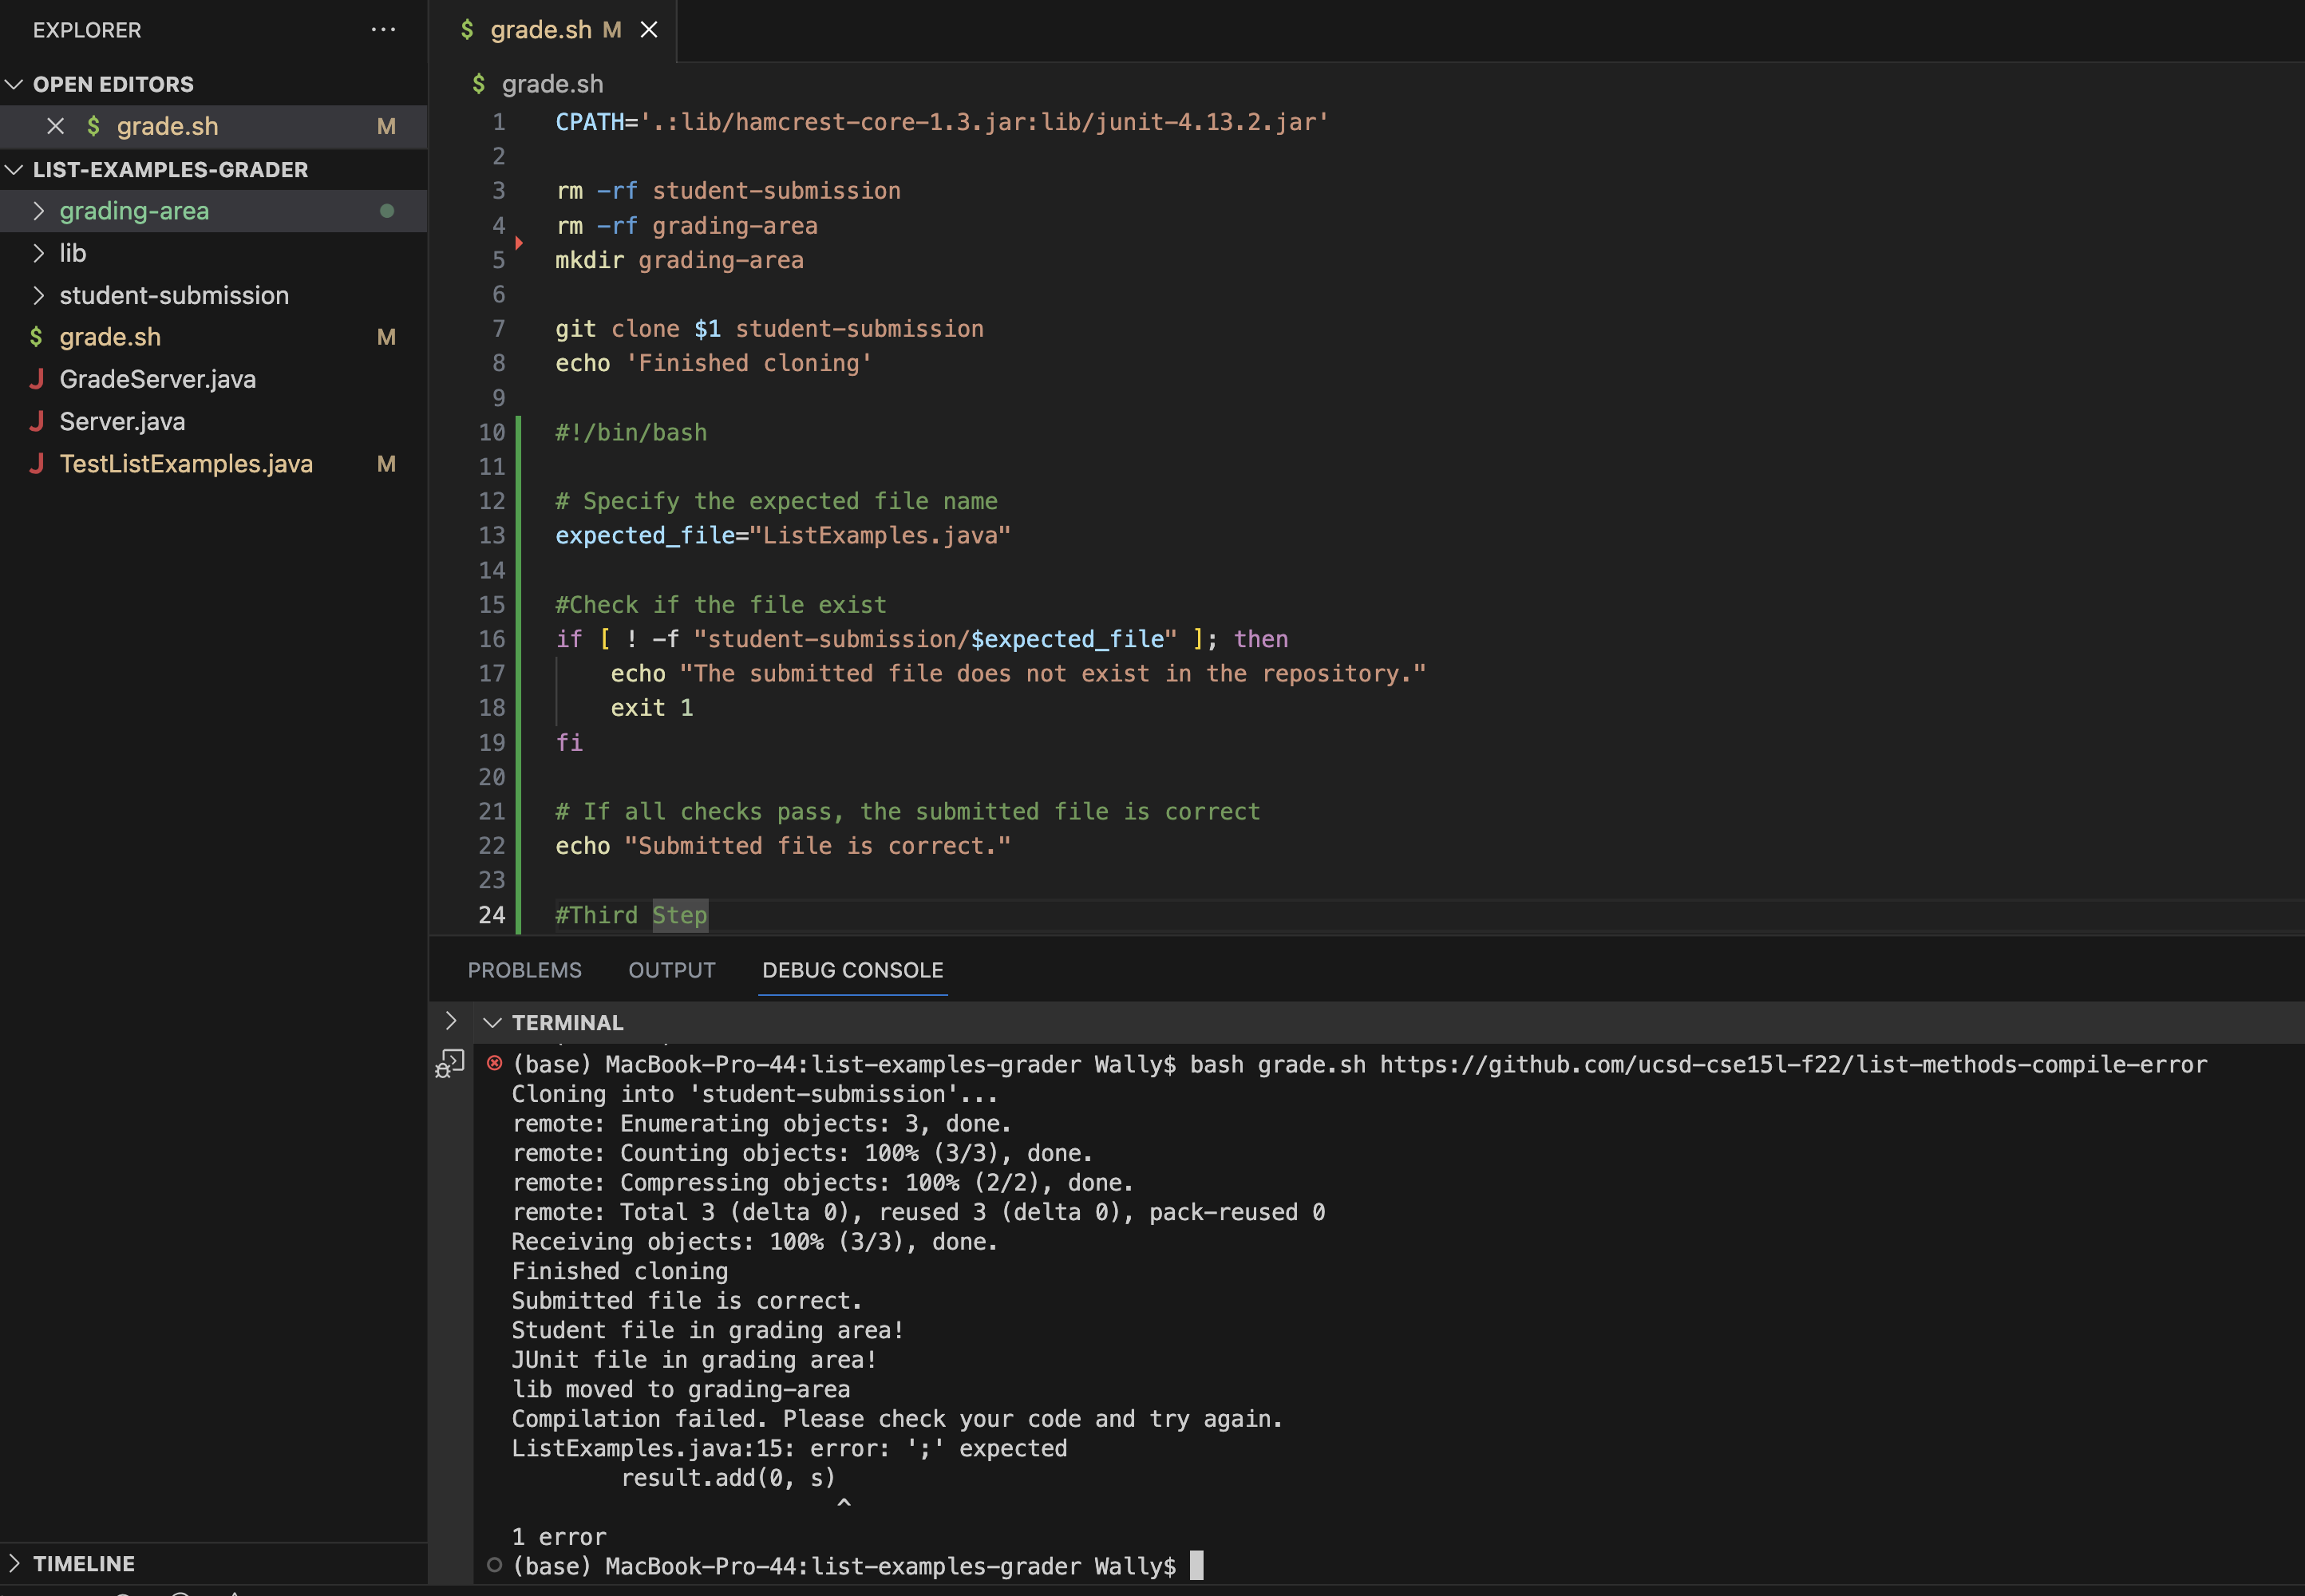 EXPLORER
OPEN EDITORS
$ grade.sh M
LIST-EXAMPLES-GRADER
grading-area
lib
student-submission
$ grade.sh M
J GradeServer.java
J Server.java
J TestListExamples.java M
TIMELINE
$ grade.sh M
$ grade.sh
1 CPATH='.:lib/hamcrest-core-1.3.jar:lib/junit-4.13.2.jar'
2
3 rm -rf student-submission
4 rm -rf grading-area
5 mkdir grading-area
6
7 git clone $1 student-submission
8 echo 'Finished cloning'
9
10 #!/bin/bash
11
12 # Specify the expected file name
13 expected_file="ListExamples.java"
14
15 #Check if the file exist
16 if [ ! -f "student-submission/$expected_file" ]; then
17 echo "The submitted file does not exist in the repository."
18 exit 1
19 fi
20
21 # If all checks pass, the submitted file is correct
22 echo "Submitted file is correct."
23
24 #Third Step
PROBLEMS OUTPUT DEBUG CONSOLE
TERMINAL
(base) MacBook-Pro-44:list-examples-grader Wally$ bash grade.sh https://github.com/ucsd-cse15l-f22/list-methods-compile-error
Cloning into 'student-submission'...
remote: Enumerating objects: 3, done.
remote: Counting objects: 100% (3/3), done.
remote: Compressing objects: 100% (2/2), done.
remote: Total 3 (delta 0), reused 3 (delta 0), pack-reused 0
Receiving objects: 100% (3/3), done.
Finished cloning
Submitted file is correct.
Student file in grading area!
JUnit file in grading area!
lib moved to grading-area
Compilation failed. Please check your code and try again.
ListExamples.java:15: error: ';' expected
result.add(0, s)
^
1 error
(base) MacBook-Pro-44:list-examples-grader Wally$